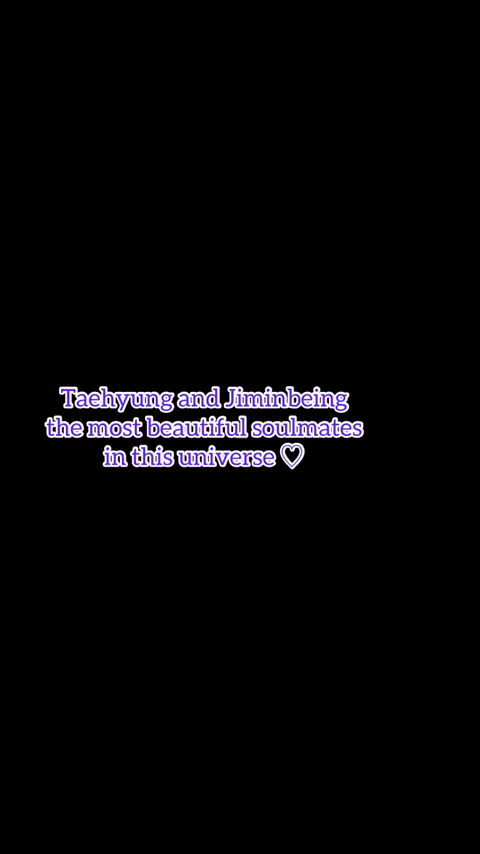 Taehyung and Jiminbeing
the most beautiful soulmates
in this universe ♡